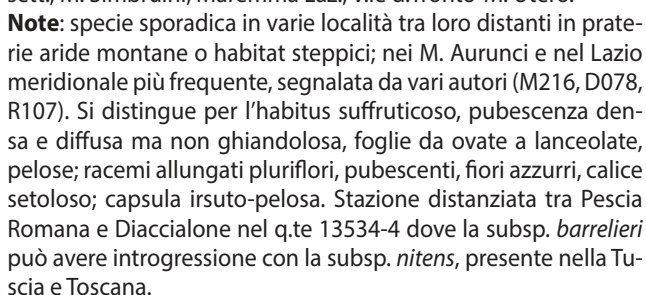 Note: specie sporadica in varie località tra loro distanti in prate-
rie aride montane o habitat steppici; nei M. Aurunci e nel Lazio
meridionale più frequente, segnalata da vari autori (M216, D078,
R107). Si distingue per l'habitus suffruticoso, pubescenza den-
sa e diffusa ma non ghiandolosa, foglie da ovate a lanceolate,
pelose; racemi allungati pluriflori, pubescenti, fiori azzurri, calice
setoloso; capsula irsuto-pelosa. Stazione distanziata tra Pescia
Romana e Diaccialone nel q.te 13534-4 dove la subsp. barrelieri
può avere introgressione con la subsp. nitens, presente nella Tu-
scia e Toscana.